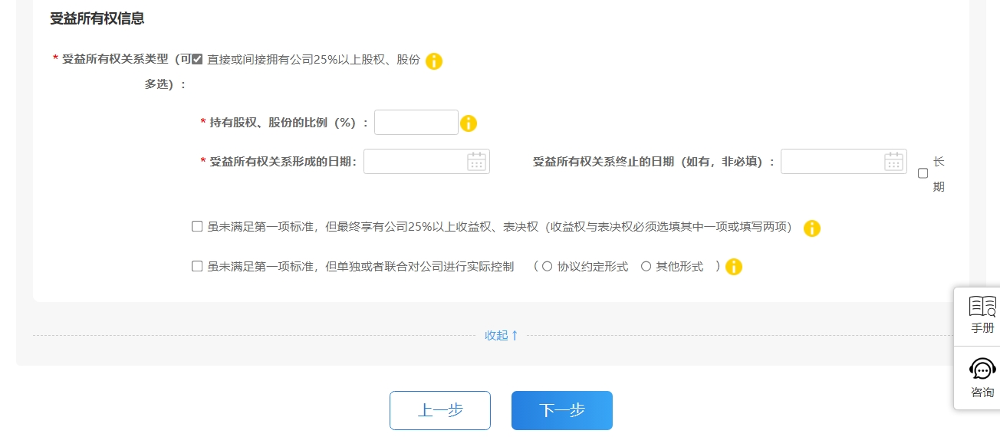 受益所有权信息
* 受益所有权关系类型（可 直接或间接拥有公司25%以上股权、股份
多选）：
* 持有股权、股份的比例（%）：
* 受益所有权关系形成的日期： 受益所有权关系终止的日期（如有，非必填）： 长
期
虽未满足第一项标准，但最终享有公司25%以上收益权、表决权（收益权与表决权必须选填其中一项或填写两项）
虽未满足第一项标准，但单独或者联合对公司进行实际控制 （ 协议约定形式 其他形式 ）
手册
收起↑
咨询
上一步 下一步